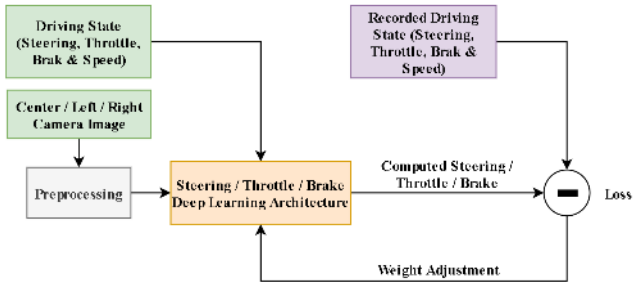 Driving State
(Steering, Throttle,
Brak & Speed)
Recorded Driving
State (Steering,
Throttle, Brak &
Speed)
Center / Left / Right
Camera Image
Preprocessing
Steering / Throttle / Brake
Deep Learning Architecture
Computed Steering /
Throttle / Brake
Loss
Weight Adjustment